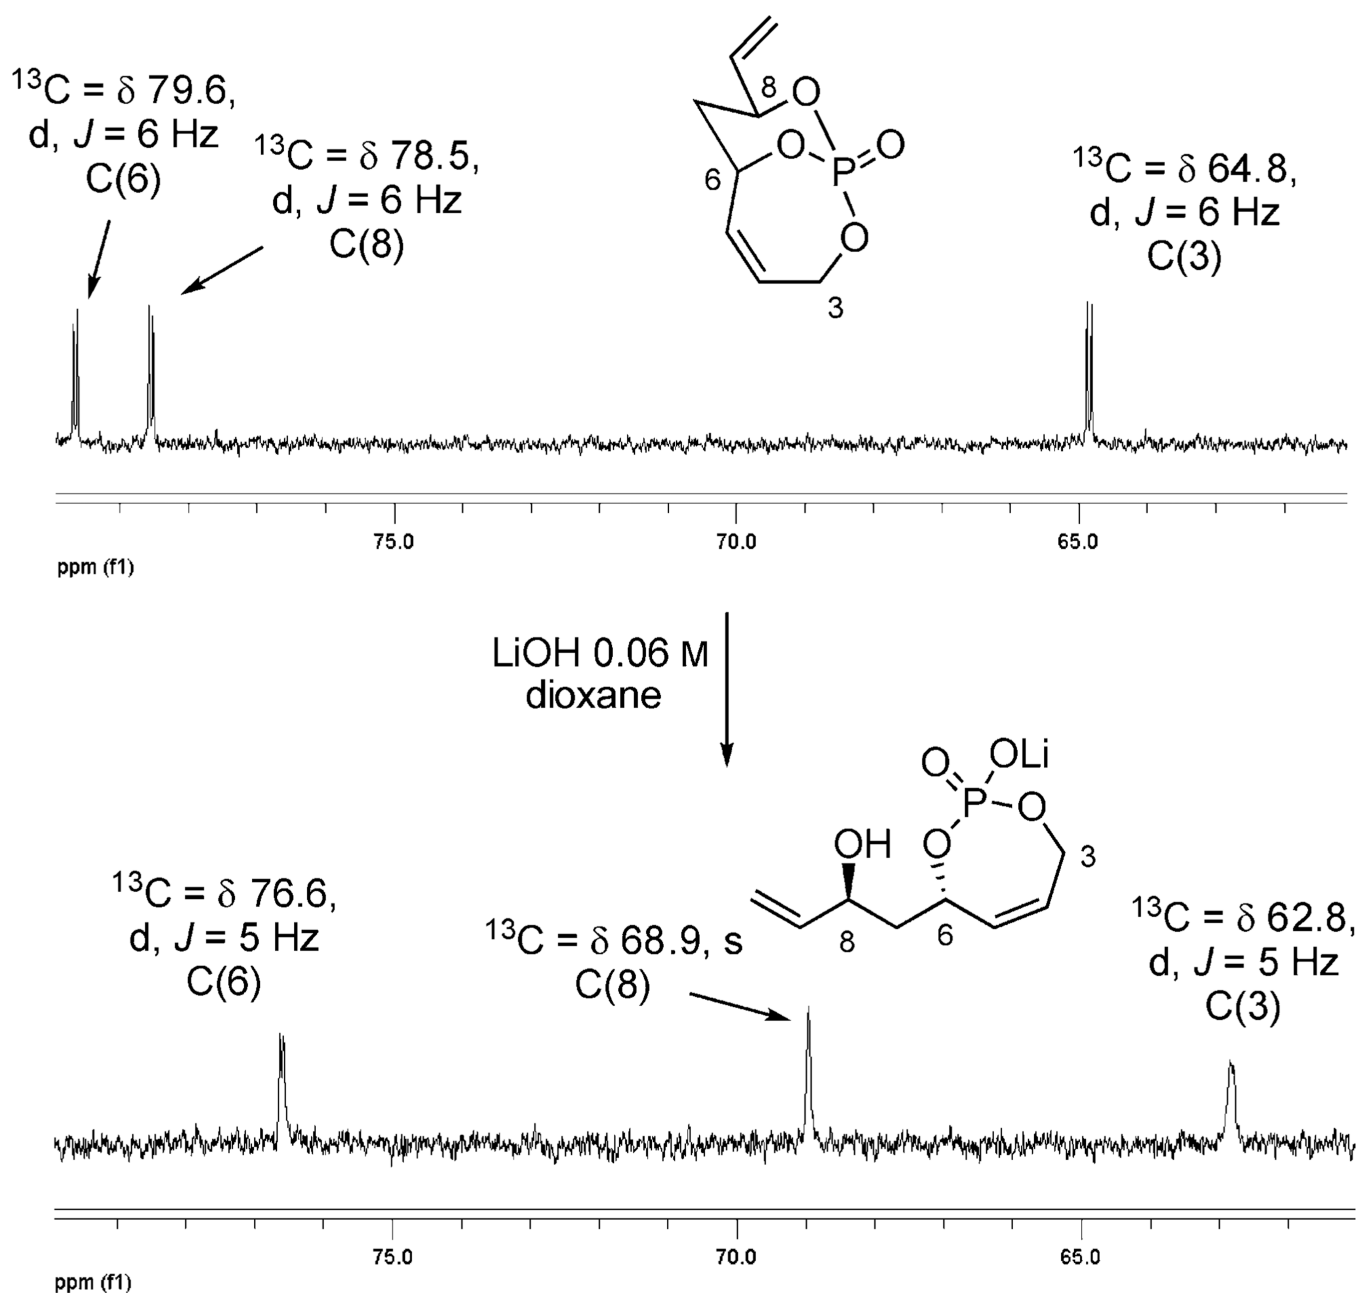 ¹³C = δ 79.6,
d, J = 6 Hz
C(6)
¹³C = δ 78.5,
d, J = 6 Hz
C(8)
8
O
O
P
O
6
O
3
¹³C = δ 64.8,
d, J = 6 Hz
C(3)
75.0
70.0
65.0
ppm (f1)
LiOH 0.06 M
dioxane
O
OLi
P
O
OH
O
3
8
6
¹³C = δ 76.6,
d, J = 5 Hz
C(6)
¹³C = δ 68.9, s
C(8)
¹³C = δ 62.8,
d, J = 5 Hz
C(3)
75.0
70.0
65.0
ppm (f1)